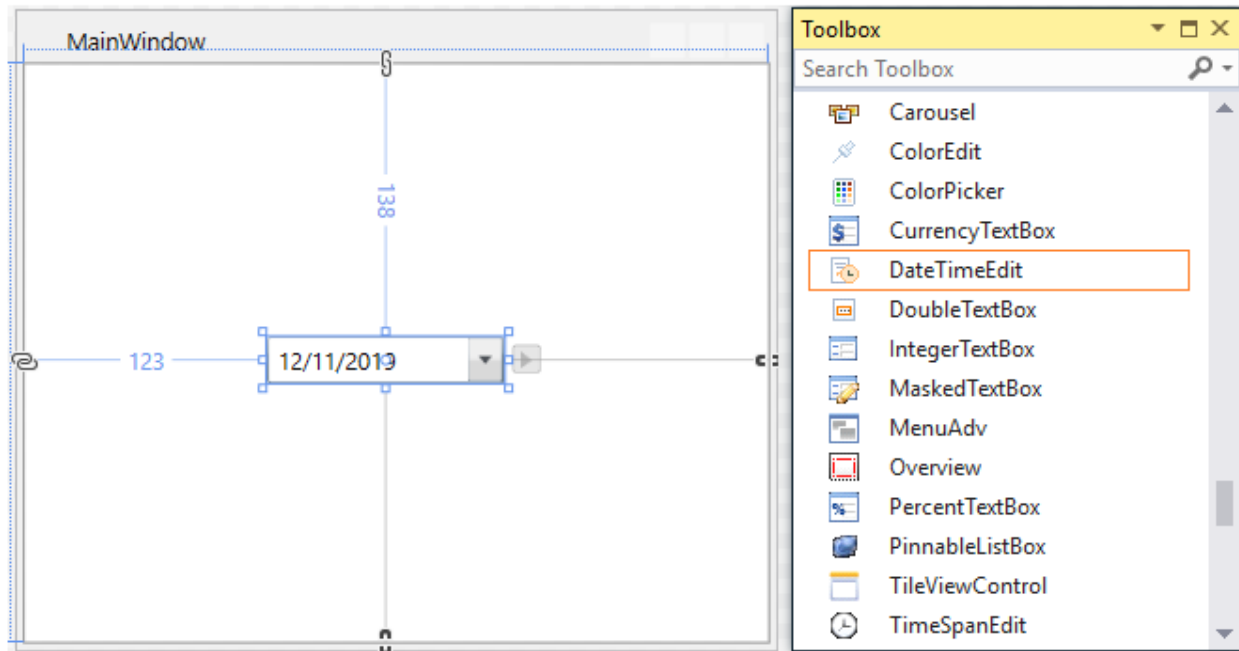 MainWindow
138
123
12/11/2019
Toolbox
Search Toolbox
Carousel
ColorEdit
ColorPicker
CurrencyTextBox
DateTimeEdit
DoubleTextBox
IntegerTextBox
MaskedTextBox
MenuAdv
Overview
PercentTextBox
PinnableListBox
TileViewControl
TimeSpanEdit